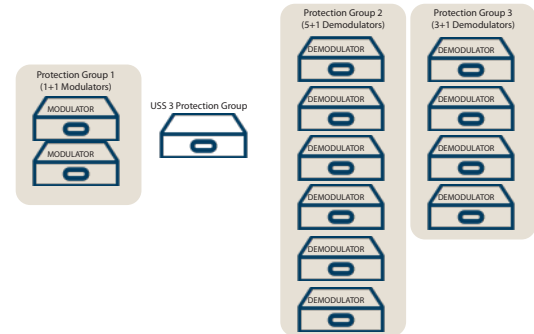 Protection Group 1
(1+1 Modulators)
MODULATOR
MODULATOR
USS 3 Protection Group
Protection Group 2
(5+1 Demodulators)
DEMODULATOR
DEMODULATOR
DEMODULATOR
DEMODULATOR
DEMODULATOR
DEMODULATOR
Protection Group 3
(3+1 Demodulators)
DEMODULATOR
DEMODULATOR
DEMODULATOR
DEMODULATOR